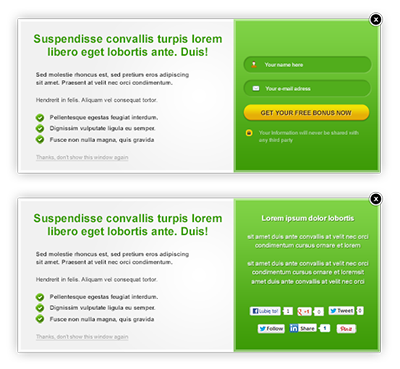 x
Suspendisse convallis turpis lorem
libero eget lobortis ante. Duis!
Sed molestie rhoncus est, sed pretium eros adipiscing
sit amet. Praesent at velit nec orci condimentum.
Hendrerit in felis. Aliquam vel consequat tortor.
Pellentesque egestas feugiat interdum,
Dignissim vulputate ligula eu semper.
Fusce non nulla magna, quis gravida
Thanks, don't show this window again
Your name here
Your e-mail adress
GET YOUR FREE BONUS NOW
Your Information will never be shared with
any third party
x
Suspendisse convallis turpis lorem
libero eget lobortis ante. Duis!
Sed molestie rhoncus est, sed pretium eros adipiscing
sit amet. Praesent at velit nec orci condimentum.
Hendrerit in felis. Aliquam vel consequat tortor.
Pellentesque egestas feugiat interdum,
Dignissim vulputate ligula eu semper.
Fusce non nulla magna, quis gravida
Thanks, don't show this window again
Lorem ipsum dolor lobortis
sit amet duis ante convallis at velit nec orci
condimentum cursus ornare et lorem
sit amet duis ante convallis at velit nec orci
condimentum cursus ornare et loremsit
amet duis ante convallis at velit nec orci
Lubię to! 1 +1 0 Tweet 0
Follow in Share 1 Pin it